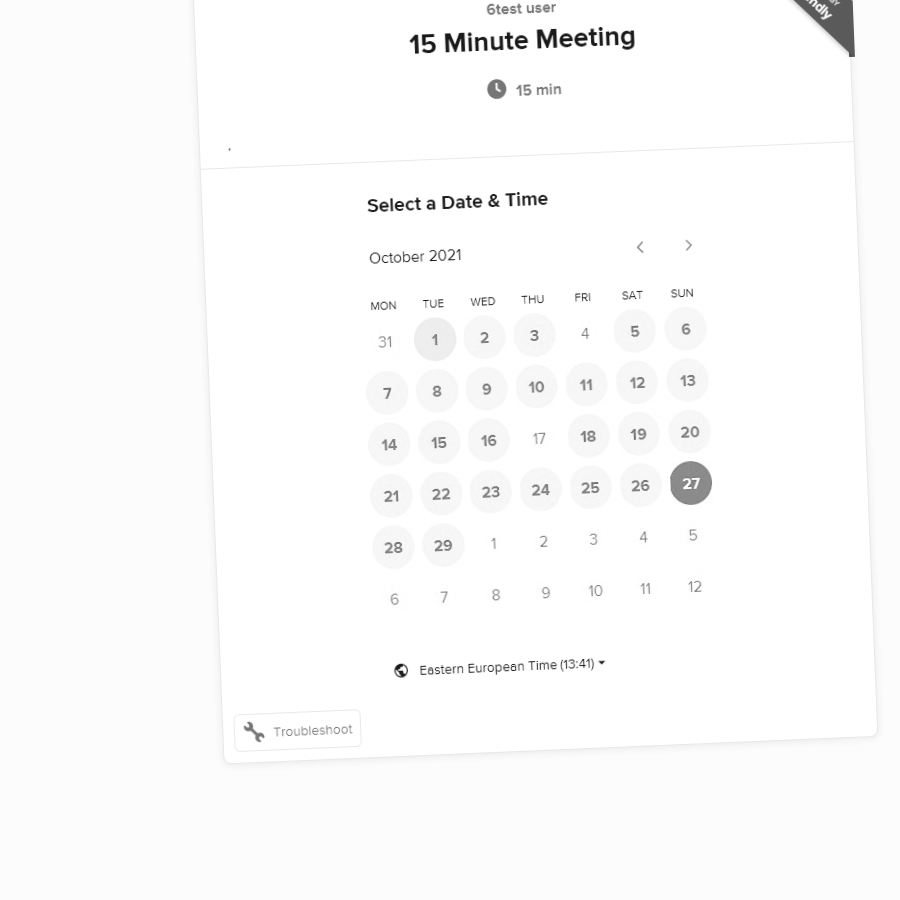 6test user
15 Minute Meeting
15 min
.
Select a Date & Time
October 2021
MON TUE WED THU FRI SAT SUN
31 1 2 3 4 5 6
7 8 9 10 11 12 13
14 15 16 17 18 19 20
21 22 23 24 25 26 27
28 29 1 2 3 4 5
6 7 8 9 10 11 12
Eastern European Time (13:41)
Troubleshoot